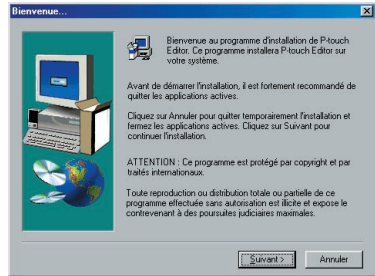 Bienvenue...
Bienvenue au programme d'installation de P-touch
Editor. Ce programme installera P-touch Editor sur
votre système.
Avant de démarrer l'installation, il est fortement recommandé de
quitter les applications actives.
Cliquez sur Annuler pour quitter temporairement l'installation et
fermez les applications actives. Cliquez sur Suivant pour
continuer l'installation.
ATTENTION : Ce programme est protégé par copyright et par
traités internationaux.
Toute reproduction ou distribution totale ou partielle de ce
programme effectuée sans autorisation est illicite et expose le
contrevenant à des poursuites judiciaires maximales.
Suivant >
Annuler